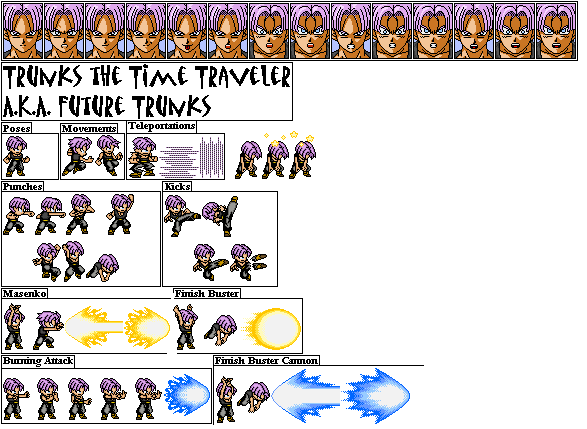 TRUNKS THE TIME TRAVELER
A.K.A. FUTURE TRUNKS
Poses
Movements
Teleportations
Punches
Kicks
Masenko
Finish Buster
Burning Attack
Finish Buster Cannon